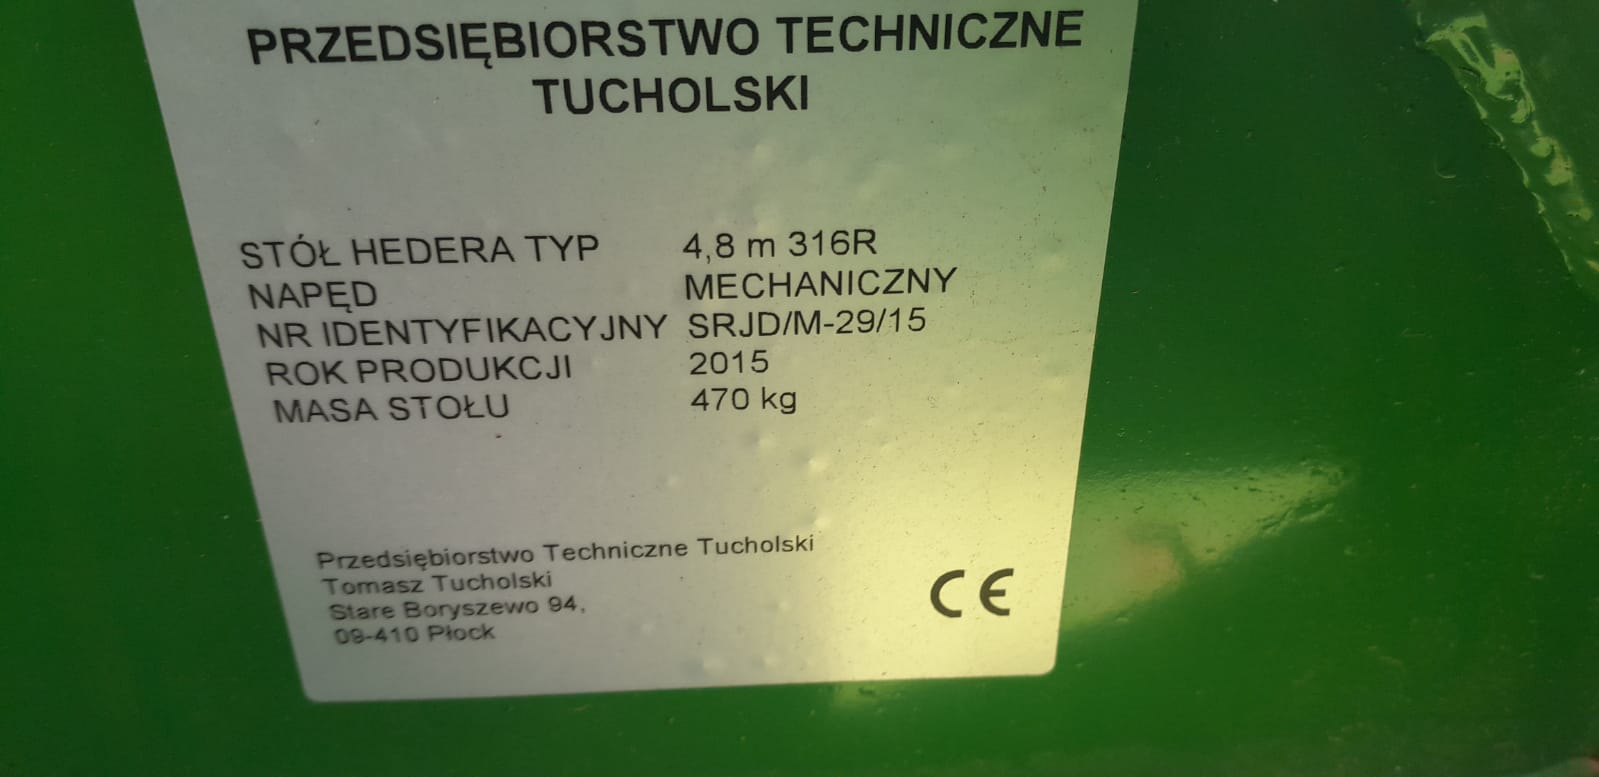 PRZEDSIĘBIORSTWO TECHNICZNE
TUCHOLSKI
STÓŁ HEDERA TYP 4,8 m 316R
NAPĘD MECHANICZNY
NR IDENTYFIKACYJNY SRJD/M-29/15
ROK PRODUKCJI 2015
MASA STOŁU 470 kg
Przedsiębiorstwo Techniczne Tucholski
Tomasz Tucholski
Stare Boryszewo 94,
09-410 Płock
CE